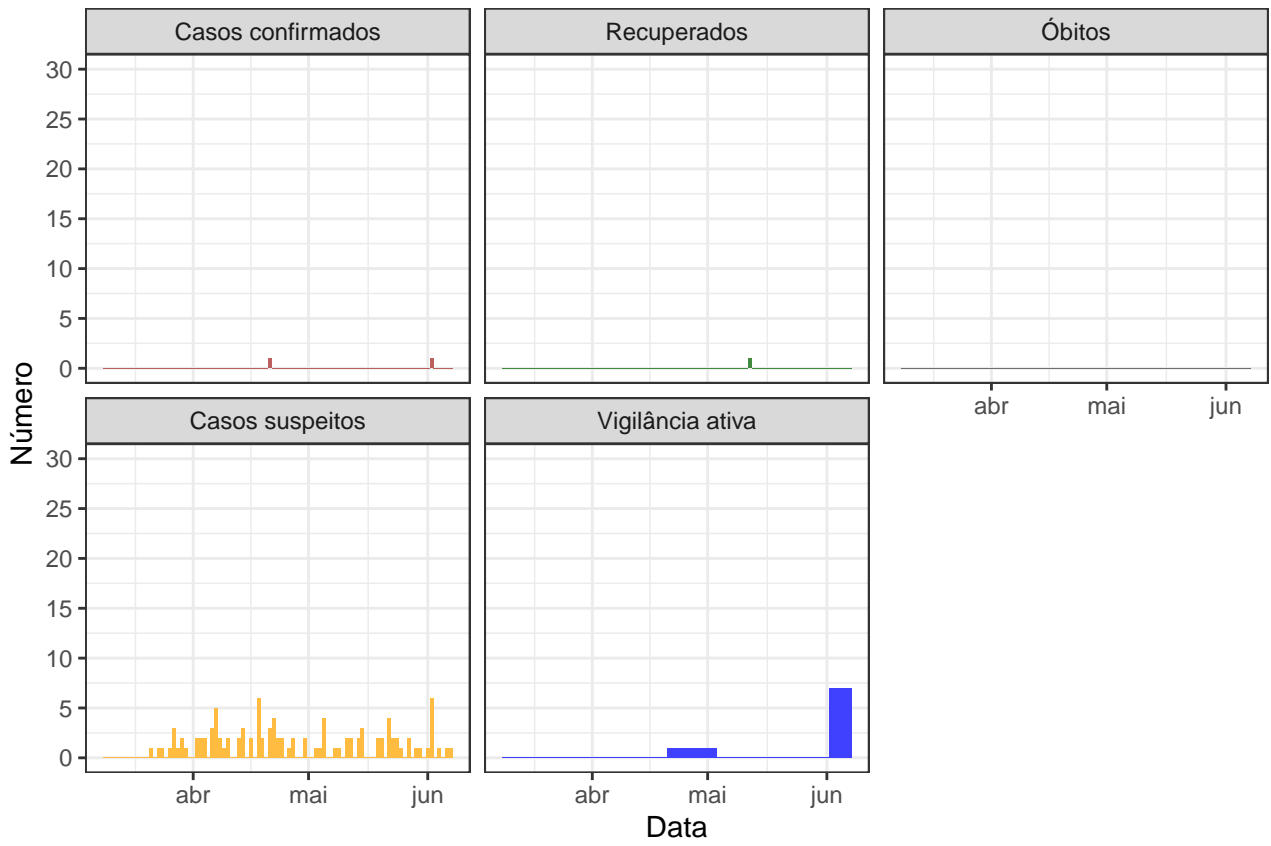 Casos confirmados
Recuperados
Óbitos
30
25
20
15
10
5
0
abr mai jun
Casos suspeitos
Vigilância ativa
30
25
20
15
10
5
0
abr mai jun
abr mai jun
Número
Data